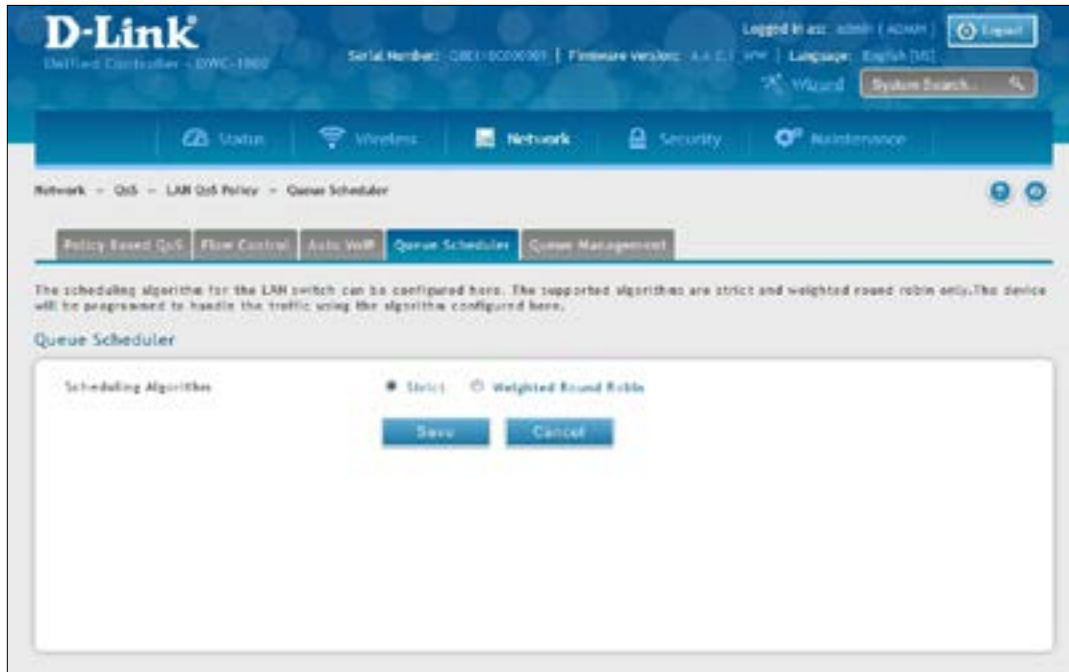 D-Link
Logged in as: admin ( ADMIN )
Logout
Unified Controller - DWC-1000
Serial Number: | Firmware Version: | Language: English [US]
Wizard
System Search...
Status
Wireless
Network
Security
Maintenance
Network » QoS » LAN QoS Policy » Queue Scheduler
Policy Based QoS
Flow Control
Auto VoIP
Queue Scheduler
Queue Management
The scheduling algorithm for the LAN switch can be configured here. The supported algorithms are strict and weighted round robin only.The device
will be programmed to handle the traffic using the algorithm configured here.
Queue Scheduler
Scheduling Algorithm
Strict
Weighted Round Robin
Save
Cancel